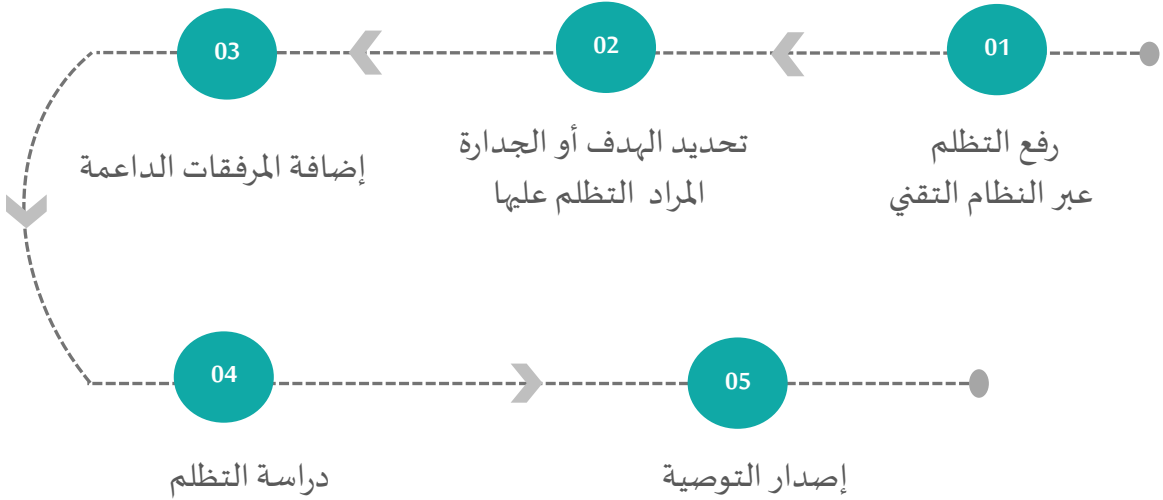 01
رفع التظلم
عبر النظام التقني
02
تحديد الهدف أو الجدارة
المراد التظلم عليها
03
إضافة المرفقات الداعمة
04
دراسة التظلم
05
إصدار التوصية